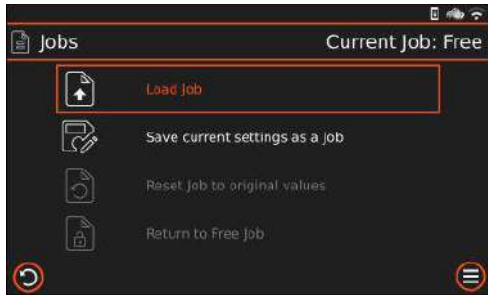 Jobs
Current Job: Free
Load Job
Save current settings as a job
Reset Job to original values
Return to Free Job